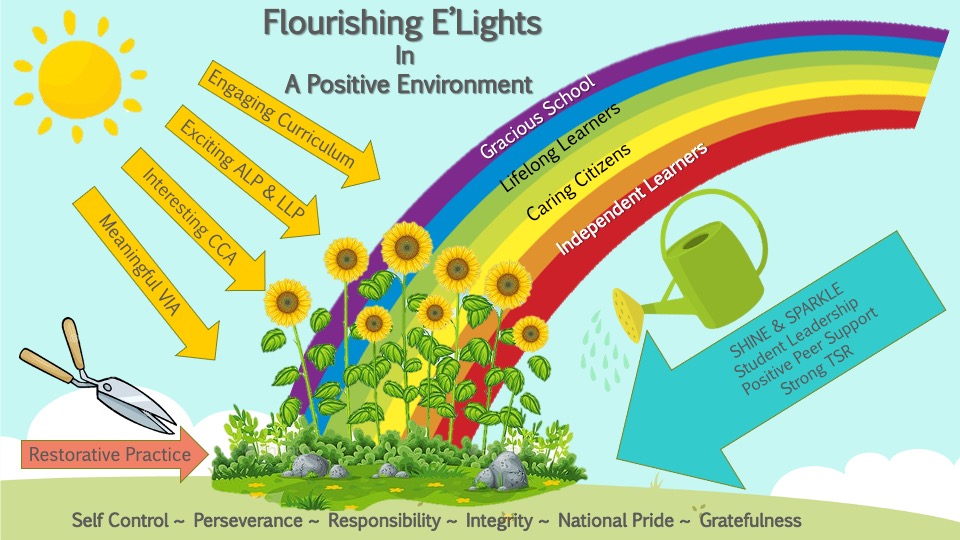 Flourishing E’Lights
In
A Positive Environment
Engaging Curriculum
Exciting ALP & LLP
Interesting CCA
Meaningful VIA
Gracious School
Lifelong Learners
Caring Citizens
Independent Learners
SHINE & SPARKLE
Student Leadership
Positive Peer Support
Strong TSR
Restorative Practice
Self Control ~ Perseverance ~ Responsibility ~ Integrity ~ National Pride ~ Gratefulness